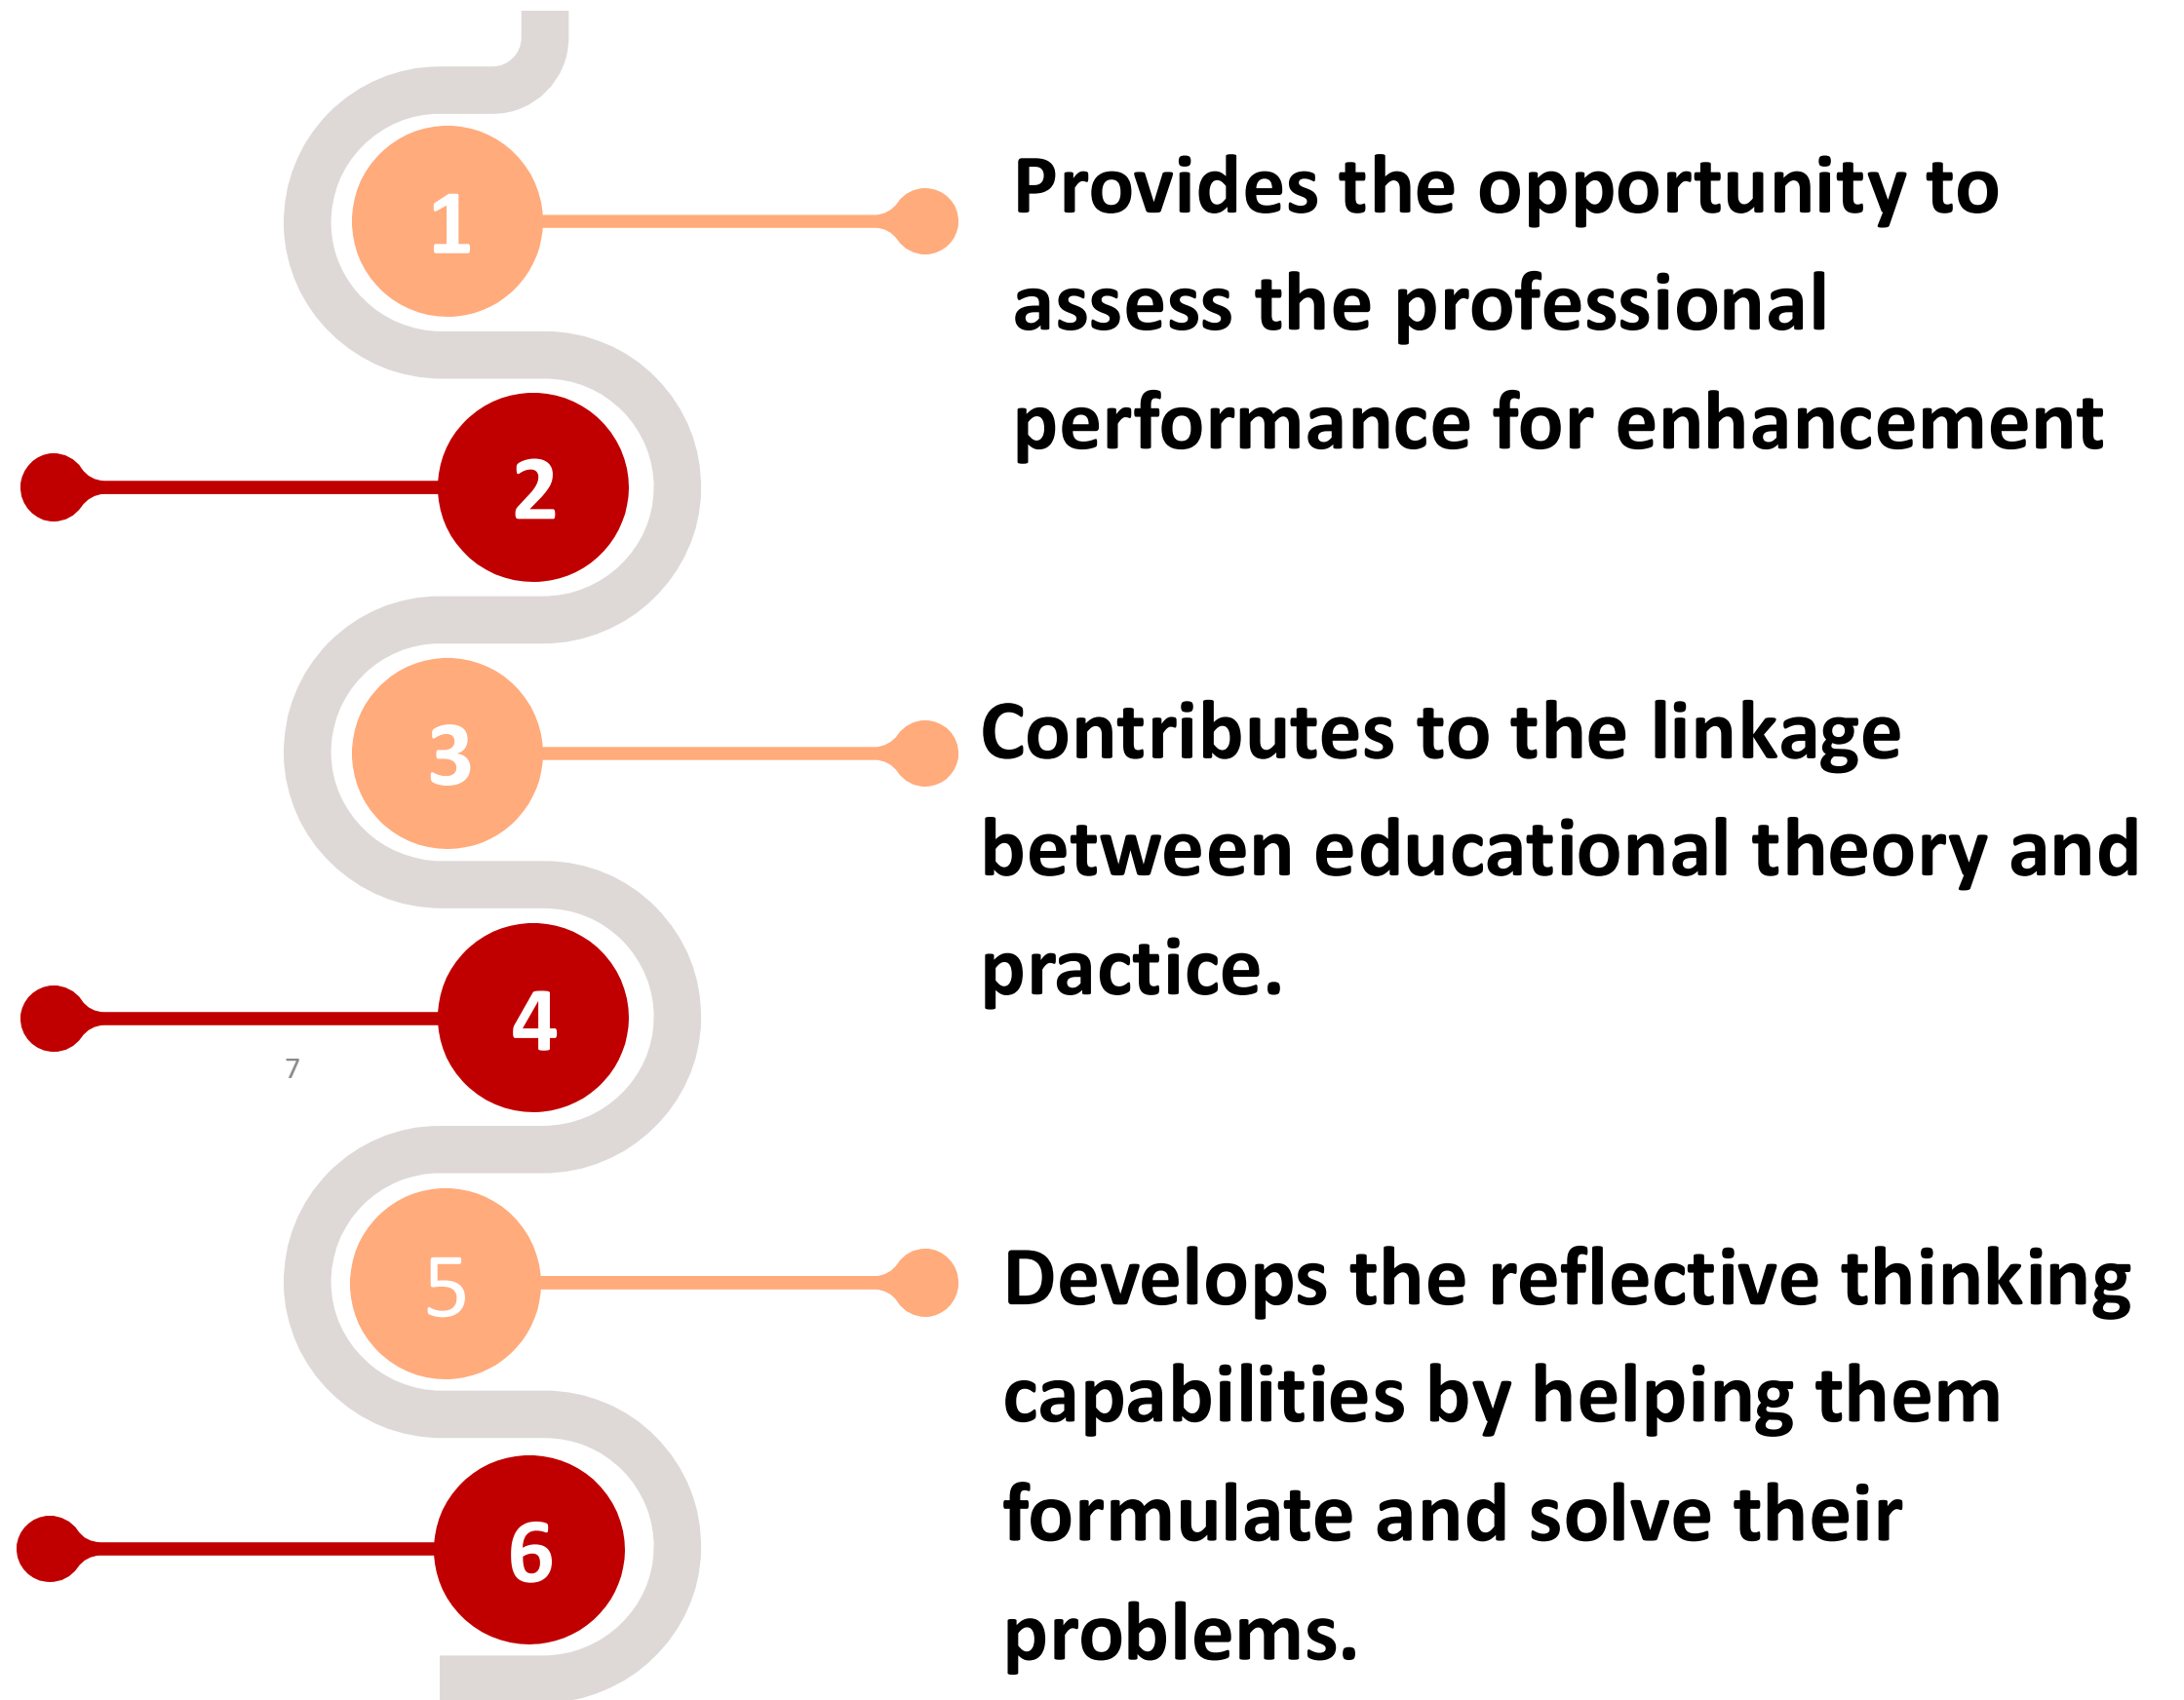 1
Provides the opportunity to
assess the professional
performance for enhancement
2
3
Contributes to the linkage
between educational theory and
practice.
4
7
5
Develops the reflective thinking
capabilities by helping them
formulate and solve their
problems.
6